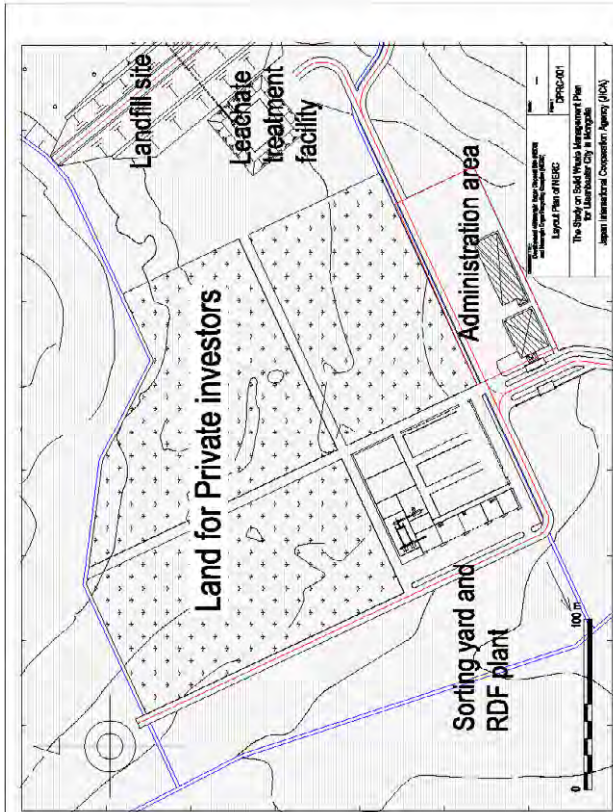 Landfill site
Leachate
treatment
facility
Land for Private investors
Administration area
Sorting yard and
RDF plant
0
100 m
DPRC-001
Layout Plan of NERC
The Study on Solid Waste Management Plan
for Ulaanbaatar City in Mongolia
Japan International Cooperation Agency (JICA)